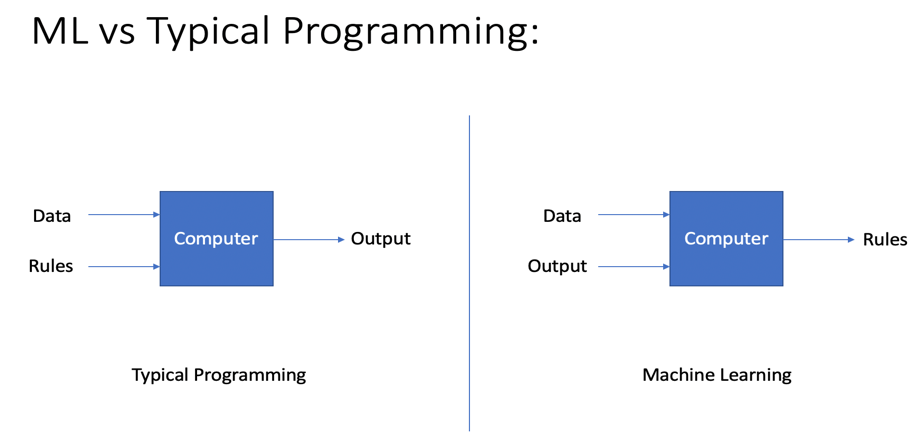 ML vs Typical Programming:
Data
Rules
Computer
Output
Typical Programming
Data
Output
Computer
Rules
Machine Learning